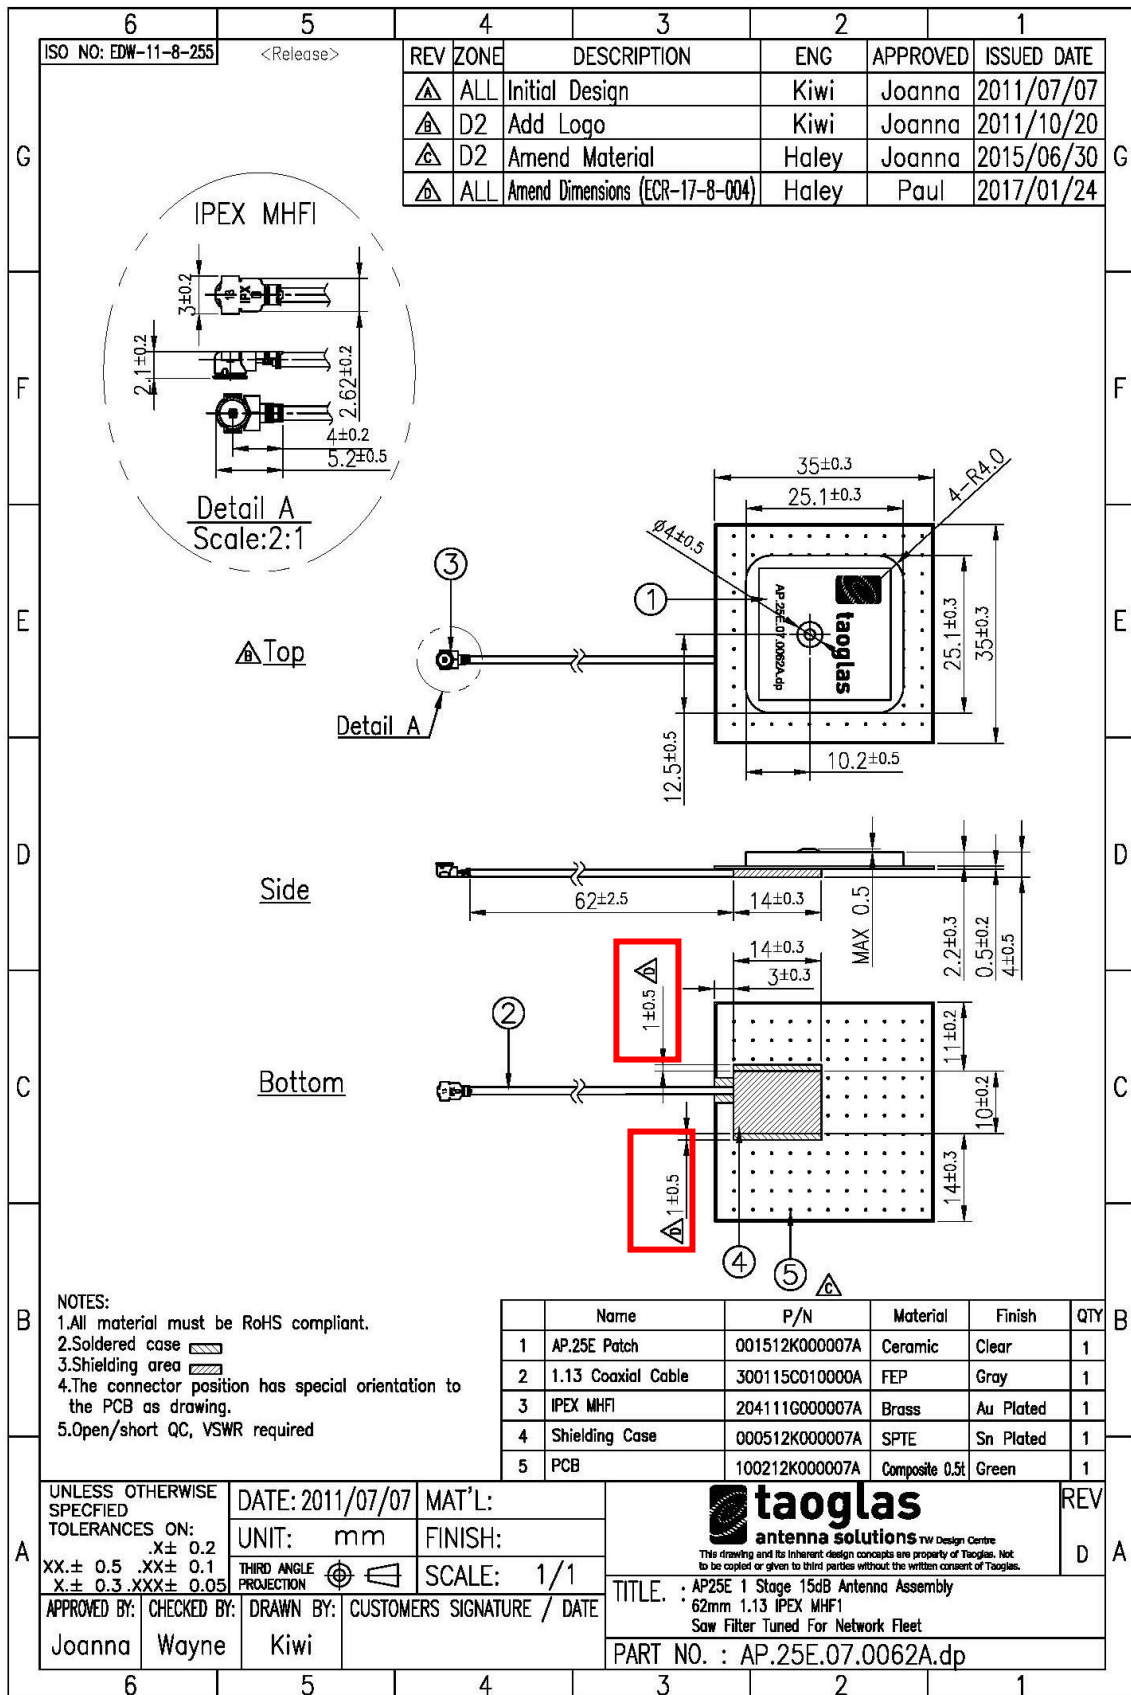 6 5 4 3 2 1
ISO NO: EDW-11-8-255
<Release>
REV ZONE DESCRIPTION ENG APPROVED ISSUED DATE
A ALL Initial Design Kiwi Joanna 2011/07/07
B D2 Add Logo Kiwi Joanna 2011/10/20
C D2 Amend Material Haley Joanna 2015/06/30
D ALL Amend Dimensions (ECR-17-8-004) Haley Paul 2017/01/24
G G
IPEX MHFI
3±0.2
13
IPX
2.1±0.2
2.62±0.2
4±0.2
5.2±0.5
Detail A
Scale:2:1
F F
35±0.3
25.1±0.3
4-R4.0
ø4±0.5
3
1
AP.25E.07.0062A.dp
taoglas
25.1±0.3
35±0.3
E E
B Top
Detail A
12.5±0.5
10.2±0.5
D D
Side
62±2.5
14±0.3
MAX 0.5
2.2±0.3
0.5±0.2
4±0.5
14±0.3
3±0.3
1±0.5 D
2
11±0.2
Bottom
10±0.2
C C
14±0.3
D 1±0.5
4
5
C
B B
NOTES:
1.All material must be RoHS compliant.
2.Soldered case
3.Shielding area
4.The connector position has special orientation to
the PCB as drawing.
5.Open/short QC, VSWR required
Name P/N Material Finish QTY
1 AP.25E Patch 001512K000007A Ceramic Clear 1
2 1.13 Coaxial Cable 300115C010000A FEP Gray 1
3 IPEX MHFI 204111G000007A Brass Au Plated 1
4 Shielding Case 000512K000007A SPTE Sn Plated 1
5 PCB 100212K000007A Composite 0.5t Green 1
UNLESS OTHERWISE
SPECFIED
TOLERANCES ON:
.X± 0.2
XX.± 0.5 .XX± 0.1
X.± 0.3 .XXX± 0.05
DATE: 2011/07/07
MAT'L:
UNIT: mm
FINISH:
THIRD ANGLE
PROJECTION
SCALE: 1/1
taoglas
antenna solutions TW Design Centre
This drawing and its inherent design concepts are property of Taoglas. Not
to be copied or given to third parties without the written consent of Taoglas.
REV
D
A A
TITLE. : AP25E 1 Stage 15dB Antenna Assembly
62mm 1.13 IPEX MHF1
Saw Filter Tuned For Network Fleet
APPROVED BY: CHECKED BY: DRAWN BY: CUSTOMERS SIGNATURE / DATE
Joanna Wayne Kiwi
PART NO. : AP.25E.07.0062A.dp
6 5 4 3 2 1